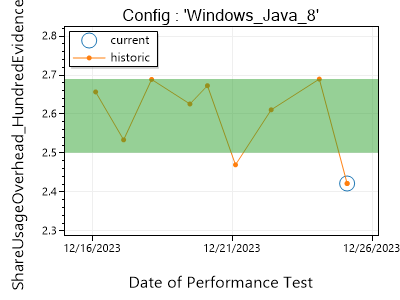 Config : 'Windows_Java_8'
ShareUsageOverhead_HundredEvidence
2.8
2.7
2.6
2.5
2.4
2.3
current
historic
12/16/2023
12/21/2023
12/26/2023
Date of Performance Test